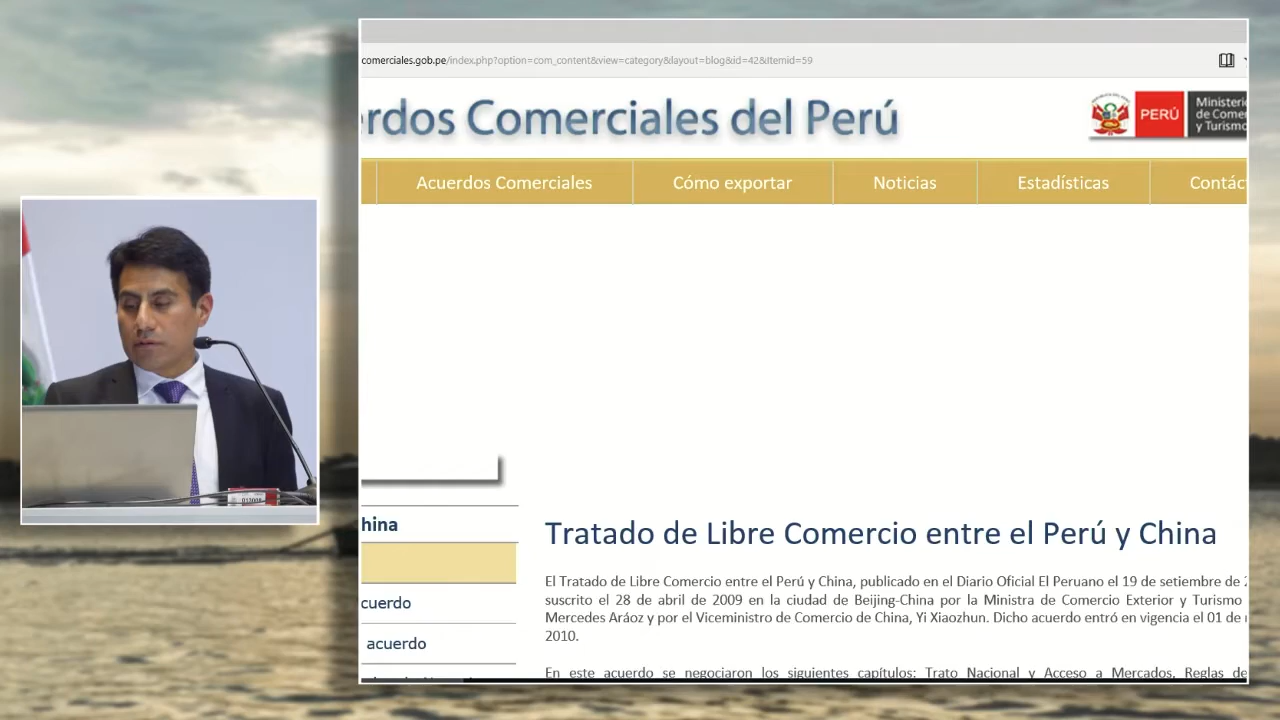 comerciales.gob.pe/index.php?option=com_content&view=category&layout=blog&id=42&Itemid=59
rdos Comerciales del Perú
PERÚ
Ministerio
de Comer
y Turismo
Acuerdos Comerciales
Cómo exportar
Noticias
Estadísticas
Contáct
hina
cuerdo
acuerdo
Tratado de Libre Comercio entre el Perú y China
El Tratado de Libre Comercio entre el Perú y China, publicado en el Diario Oficial El Peruano el 19 de setiembre de 2
suscrito el 28 de abril de 2009 en la ciudad de Beijing-China por la Ministra de Comercio Exterior y Turismo
Mercedes Aráoz y por el Viceministro de Comercio de China, Yi Xiaozhun. Dicho acuerdo entró en vigencia el 01 de
2010.
En este acuerdo se negociaron los siguientes capítulos: Trato Nacional y Acceso a Mercados, Reglas de